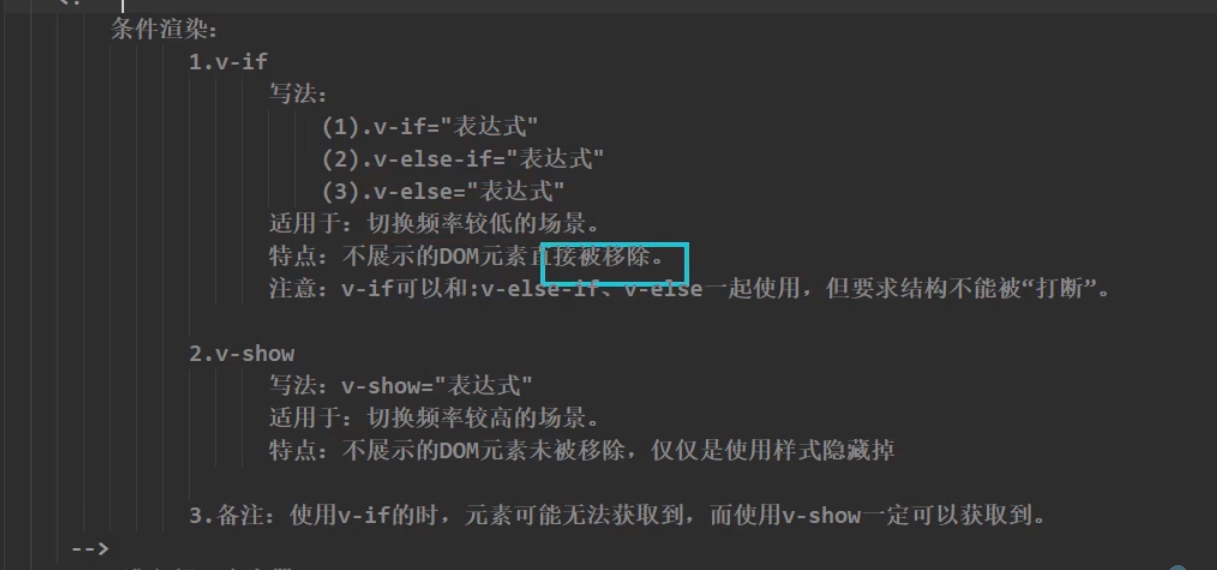 条件渲染:
1.v-if
写法:
(1).v-if="表达式"
(2).v-else-if="表达式"
(3).v-else="表达式"
适用于: 切换频率较低的场景。
特点: 不展示的DOM元素直接被移除。
注意: v-if可以和:v-else-if、v-else一起使用，但要求结构不能被“打断”。
2.v-show
写法: v-show="表达式"
适用于: 切换频率较高的场景。
特点: 不展示的DOM元素未被移除，仅仅是使用样式隐藏掉
3.备注: 使用v-if的时，元素可能无法获取到，而使用v-show一定可以获取到。
-->